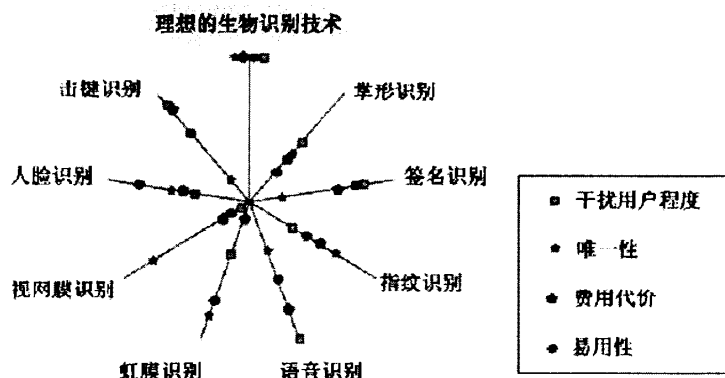 理想的生物识别技术
击键识别
掌形识别
人脸识别
签名识别
视网膜识别
指纹识别
虹膜识别
语音识别
干扰用户程度
唯一性
费用代价
易用性